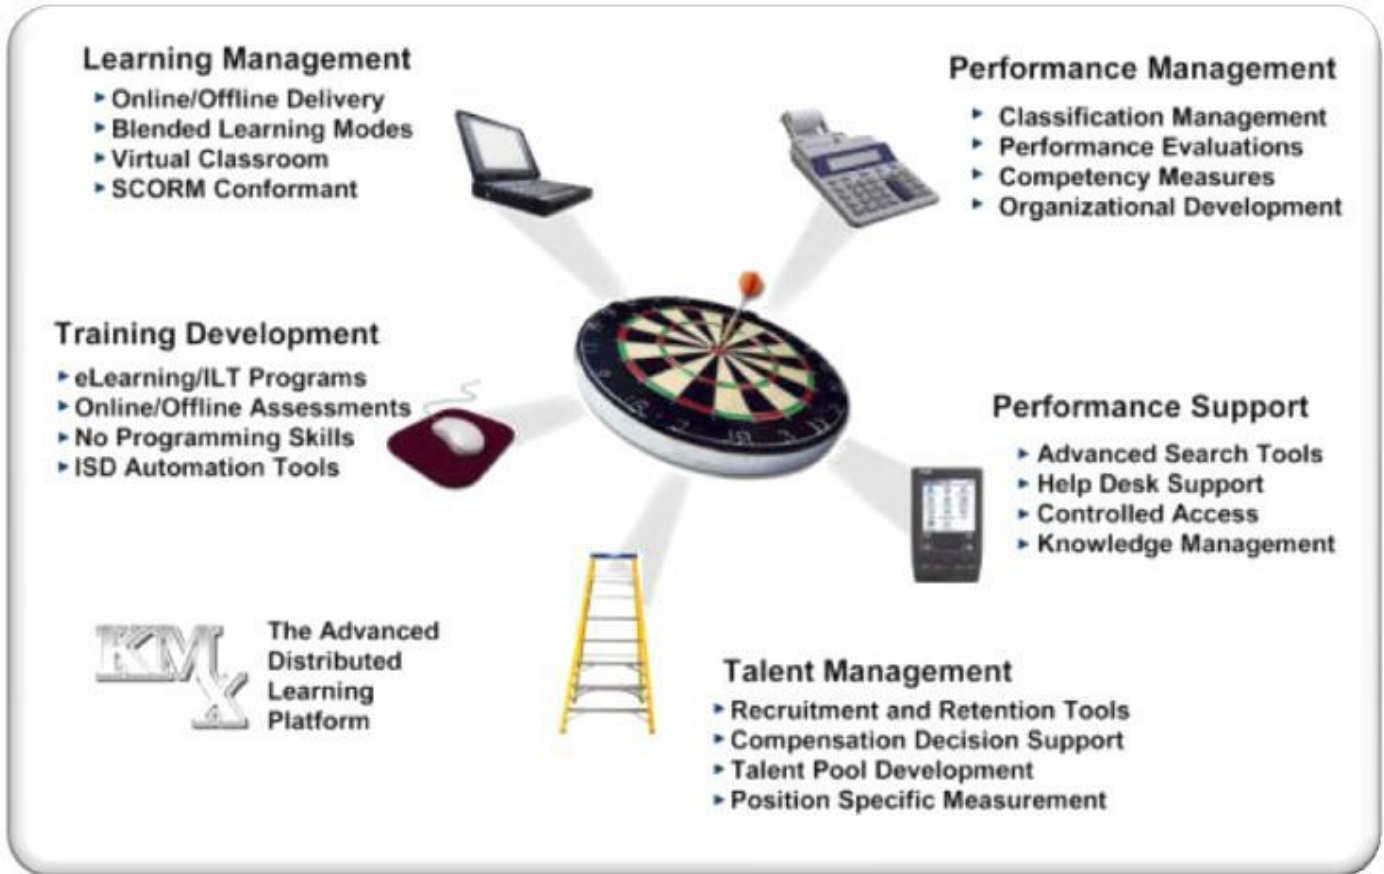 Learning Management
Online/Offline Delivery
Blended Learning Modes
Virtual Classroom
SCORM Conformant
Performance Management
Classification Management
Performance Evaluations
Competency Measures
Organizational Development
Training Development
eLearning/ILT Programs
Online/Offline Assessments
No Programming Skills
ISD Automation Tools
Performance Support
Advanced Search Tools
Help Desk Support
Controlled Access
Knowledge Management
KMx
The Advanced
Distributed
Learning
Platform
Talent Management
Recruitment and Retention Tools
Compensation Decision Support
Talent Pool Development
Position Specific Measurement